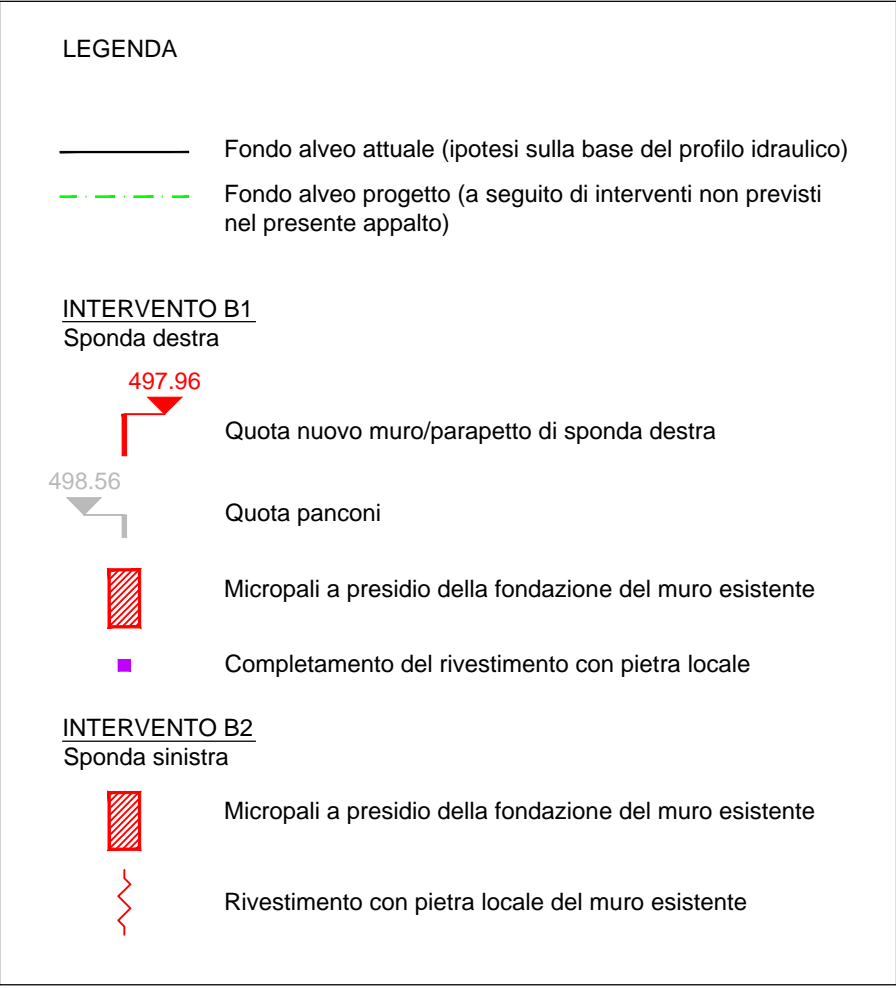 LEGENDA
Fondo alveo attuale (ipotesi sulla base del profilo idraulico)
Fondo alveo progetto (a seguito di interventi non previsti
nel presente appalto)
INTERVENTO B1
Sponda destra
497.96
Quota nuovo muro/parapetto di sponda destra
498.56
Quota panconi
Micropali a presidio della fondazione del muro esistente
Completamento del rivestimento con pietra locale
INTERVENTO B2
Sponda sinistra
Micropali a presidio della fondazione del muro esistente
Rivestimento con pietra locale del muro esistente